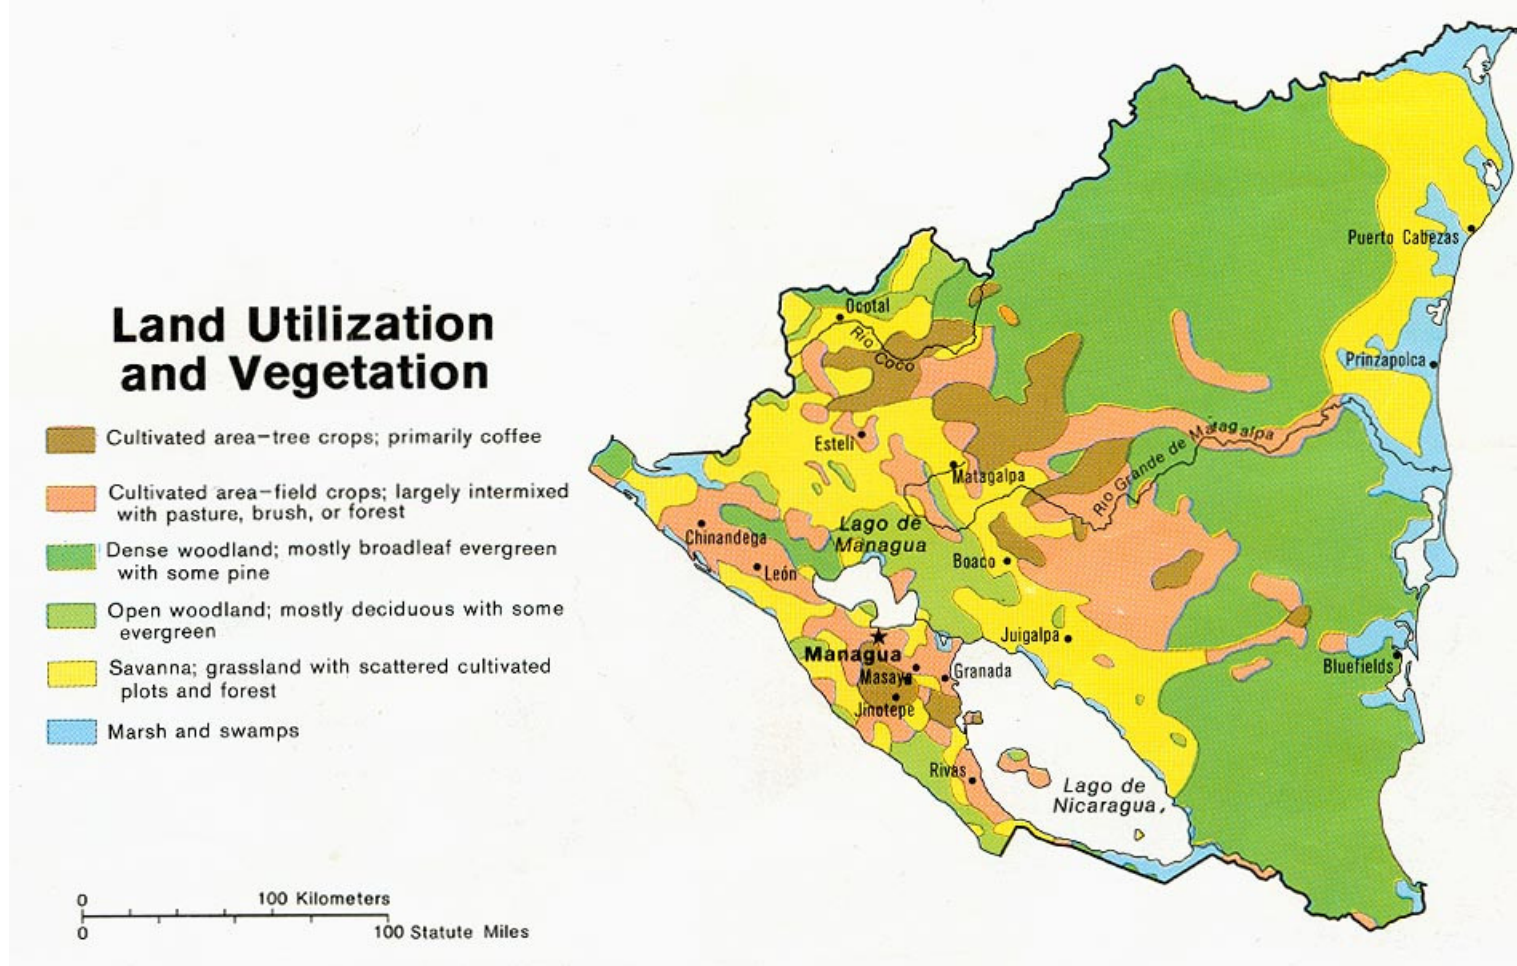 Land Utilization
and Vegetation
Cultivated area-tree crops; primarily coffee
Cultivated area-field crops; largely intermixed
with pasture, brush, or forest
Dense woodland; mostly broadleaf evergreen
with some pine
Open woodland; mostly deciduous with some
evergreen
Savanna; grassland with scattered cultivated
plots and forest
Marsh and swamps
0
100 Kilometers
0
100 Statute Miles
Puerto Cabezas
Ocotal
Río Coco
Prinzapolca
Estelí
Matagalpa
Río Grande de Matagalpa
Lago de
Managua
Chinandega
Boaco
León
Juigalpa
Managua
Granada
Masaya
Bluefields
Jinotepe
Rivas
Lago de
Nicaragua